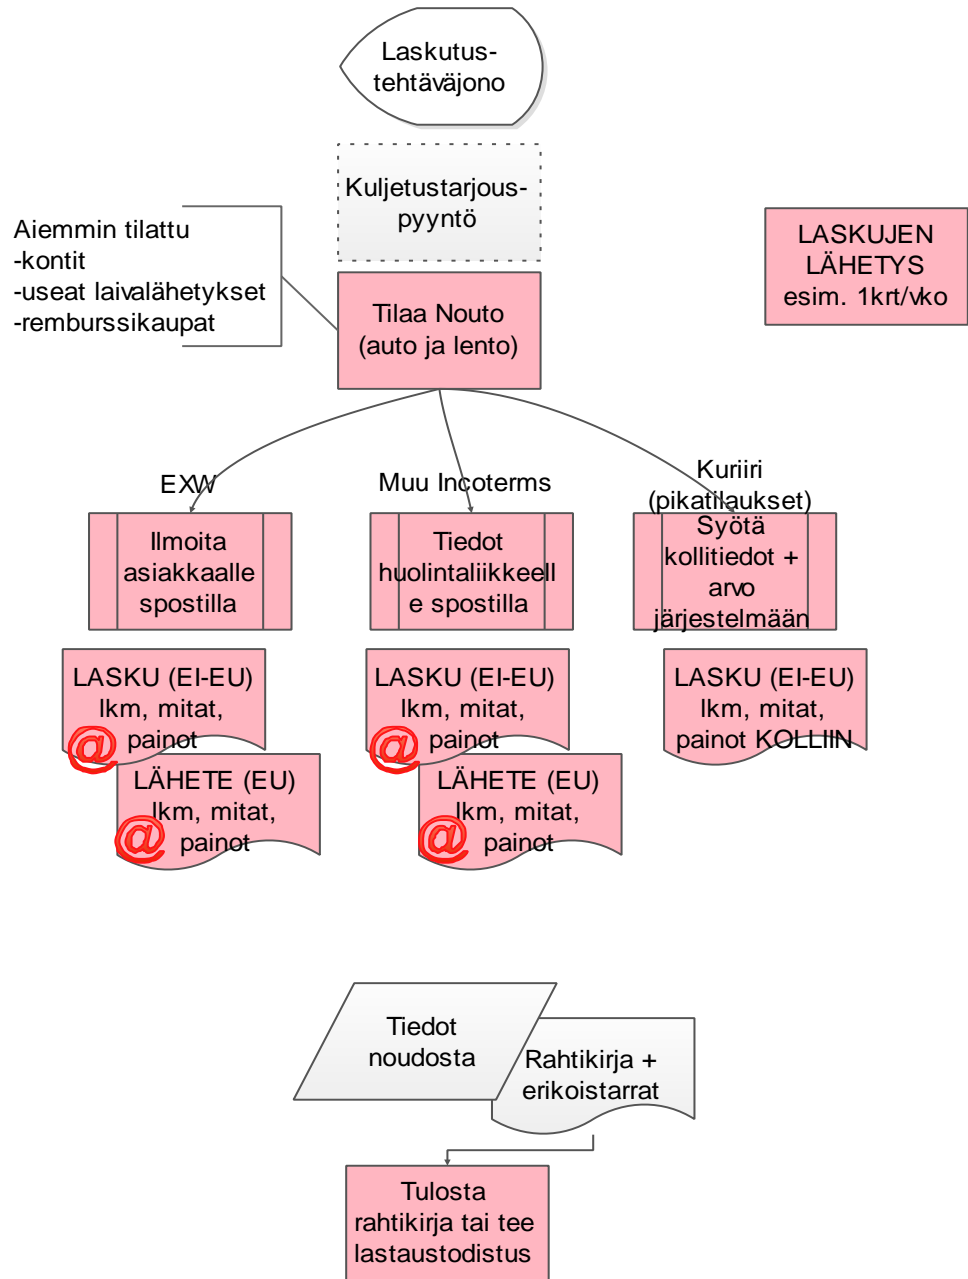 Laskutus-
tehtäväjono
Kuljetustarjous-
pyyntö
Aiemmin tilattu
-kontit
-useat laivalähetykset
-remburssikaupat
Tilaa Nouto
(auto ja lento)
LASKUJEN
LÄHETYS
esim. 1krt/vko
EXW
Muu Incoterms
Kuriiri
(pikatilaukset)
Ilmoita
asiakkaalle
spostilla
Tiedot
huolintaliikkeell
e spostilla
Syötä
kollitiedot +
arvo
järjestelmään
LASKU (EI-EU)
lkm, mitat,
@ painot
LÄHETE (EU)
lkm, mitat,
@ painot
LASKU (EI-EU)
lkm, mitat,
@ painot
LÄHETE (EU)
lkm, mitat,
@ painot
LASKU (EI-EU)
lkm, mitat,
painot KOLLIIN
Tiedot
noudosta
Rahtikirja +
erikoistarrat
Tulosta
rahtikirja tai tee
lastaustodistus